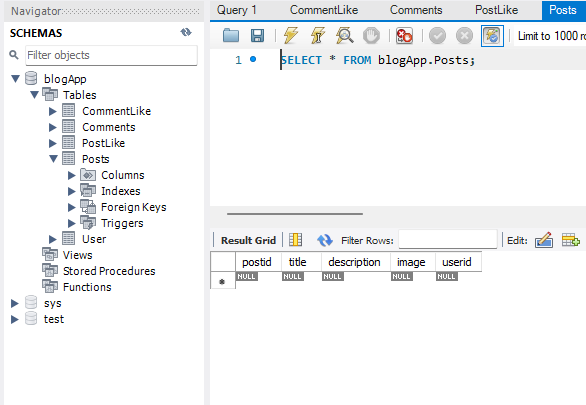 Navigator
SCHEMAS
Filter objects
blogApp
Tables
CommentLike
Comments
PostLike
Posts
Columns
Indexes
Foreign Keys
Triggers
User
Views
Stored Procedures
Functions
sys
test
Query 1 CommentLike Comments PostLike Posts
Limit to 1000 ro
1 SELECT * FROM blogApp.Posts;
Result Grid Filter Rows: Edit:
postid title description image userid
* NULL NULL NULL NULL NULL